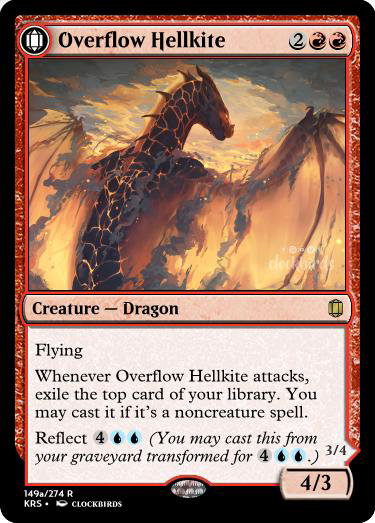 Overflow Hellkite 2
clockbirds
Creature — Dragon
Flying
Whenever Overflow Hellkite attacks,
exile the top card of your library. You
may cast it if it's a noncreature spell.
Reflect 4 (You may cast this from
your graveyard transformed for 4 .)
3/4
4/3
149a/274 R
KRS • CLOCKBIRDS